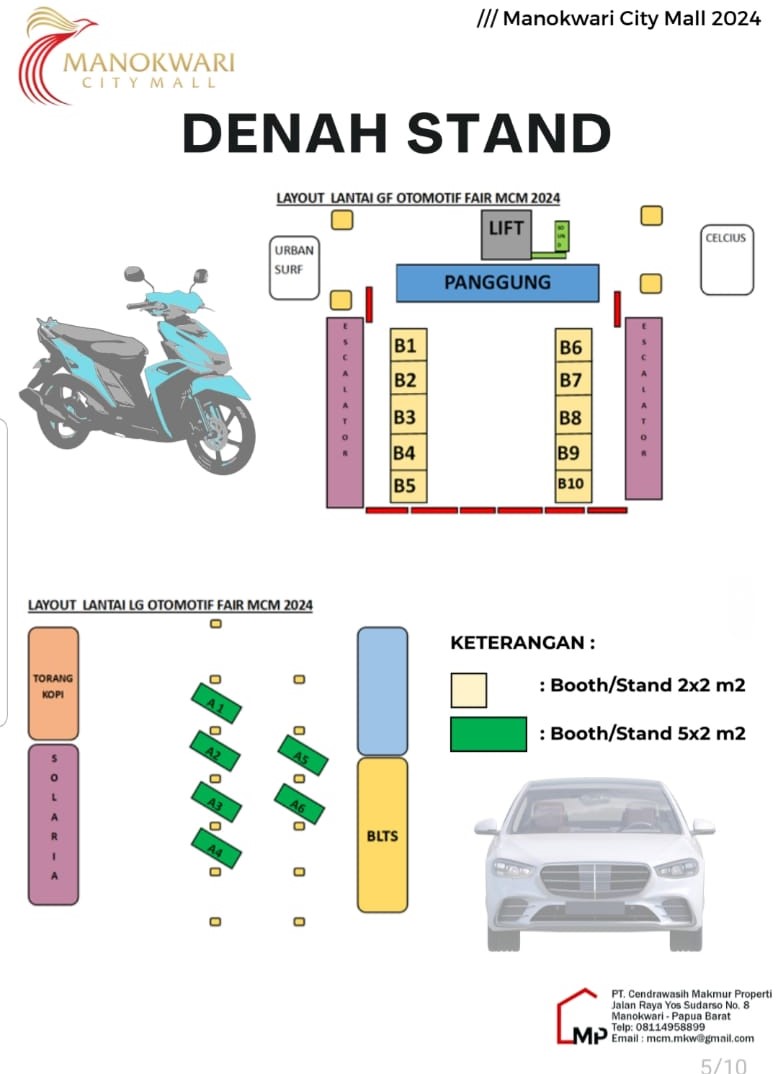 /// Manokwari City Mall 2024
MANOKWARI
CITY MALL
DENAH STAND
LAYOUT LANTAI GF OTOMOTIF FAIR MCM 2024
LIFT
SOUND
URBAN
SURF
CELCIUS
PANGGUNG
ESCALATOR
B1
B2
B3
B4
B5
B6
B7
B8
B9
B10
ESCALATOR
LAYOUT LANTAI LG OTOMOTIF FAIR MCM 2024
TORANG
KOPI
SOLARIA
A 1
A2
A3
A4
A5
A6
BLTS
KETERANGAN :
: Booth/Stand 2x2 m2
: Booth/Stand 5x2 m2
MP
PT. Cendrawasih Makmur Properti
Jalan Raya Yos Sudarso No. 8
Manokwari - Papua Barat
Telp: 08114958899
Email : mcm.mkw@gmail.com
5/10